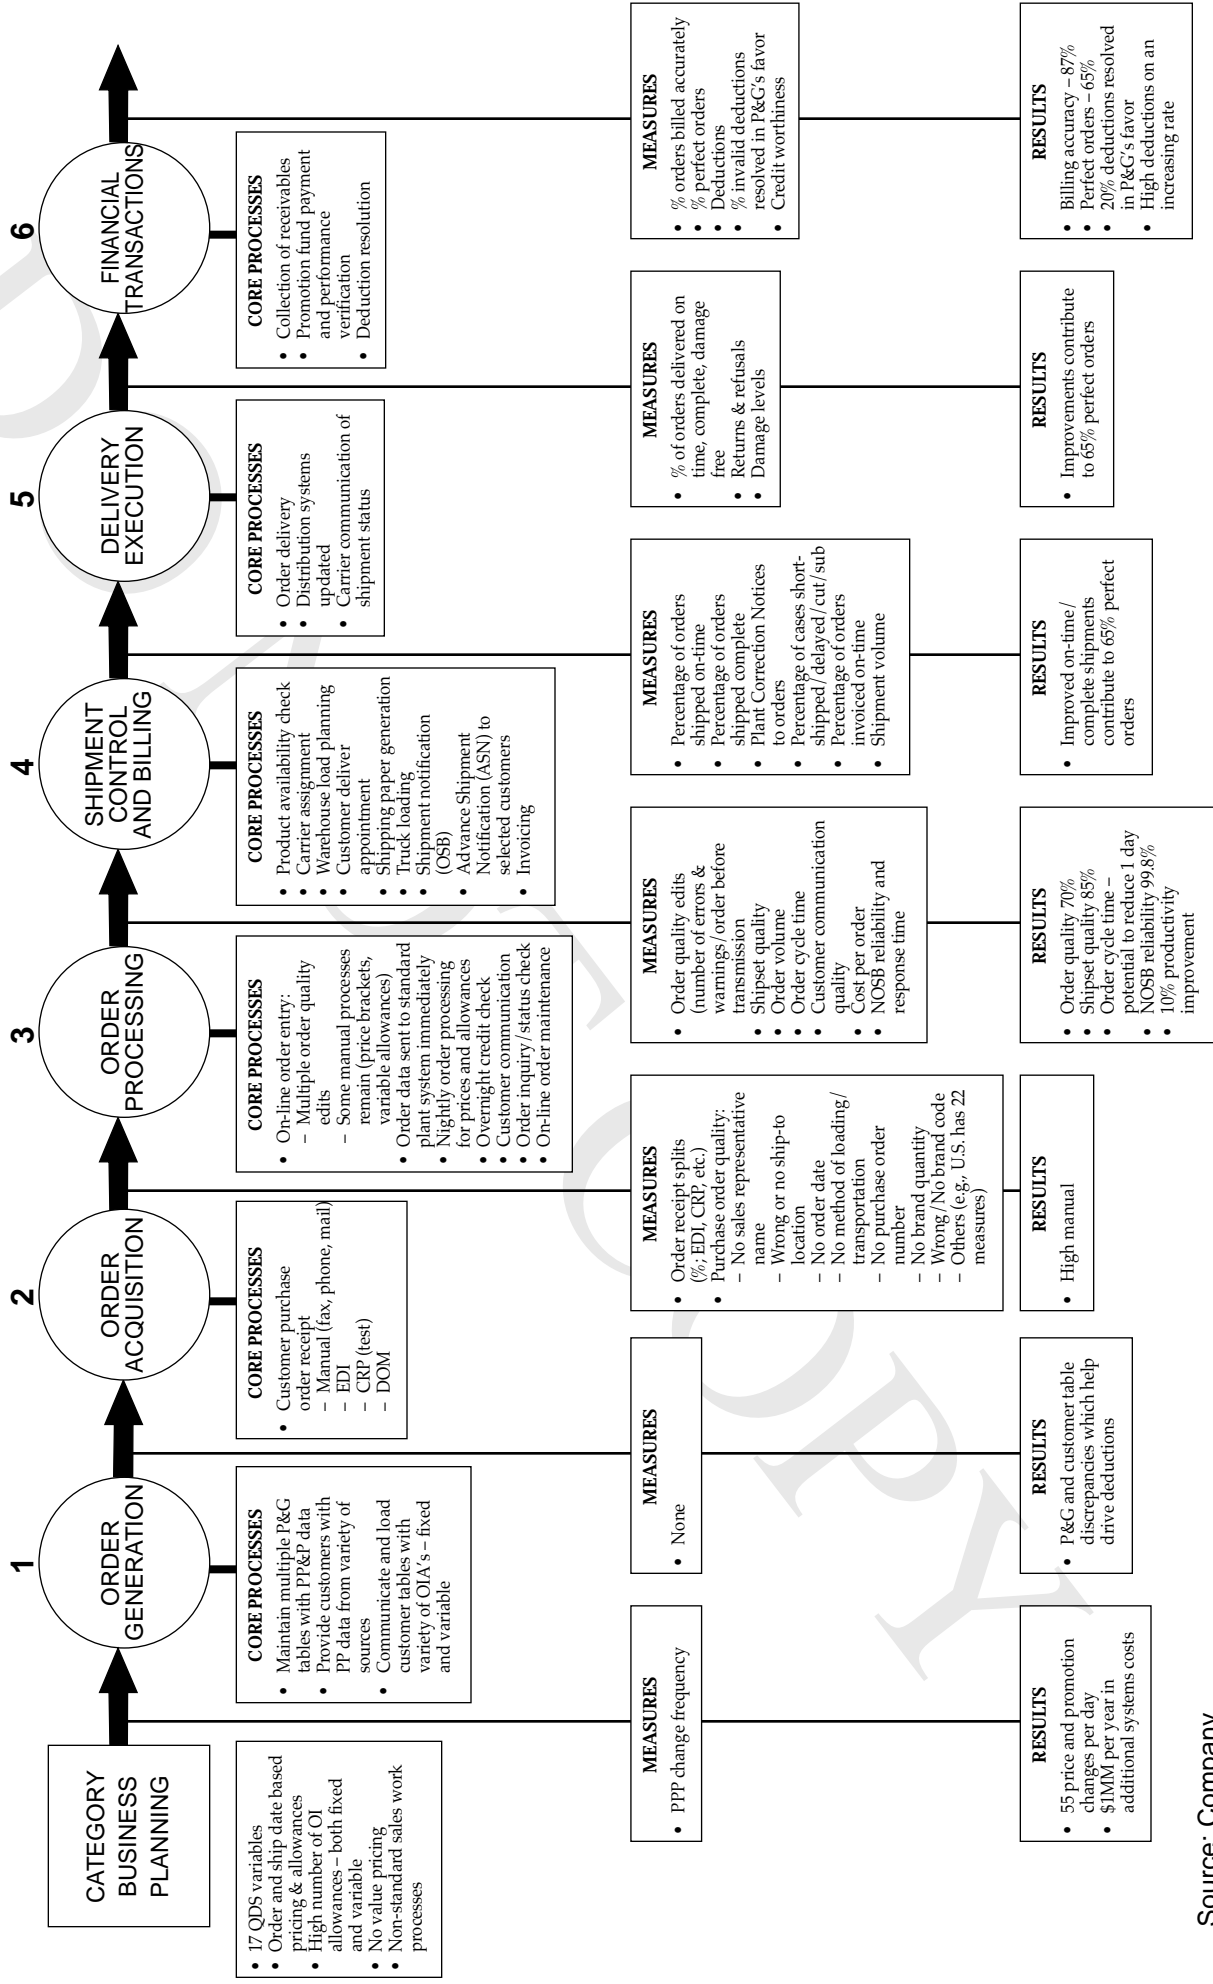 CATEGORY
BUSINESS
PLANNING
• 17 QDS variables
• Order and ship date based
pricing & allowances
• High number of OI
allowances – both fixed
and variable
• No value pricing
• Non-standard sales work
processes
MEASURES
• PPP change frequency
RESULTS
• 55 price and promotion
changes per day
• $1MM per year in
additional systems costs
1
ORDER
GENERATION
CORE PROCESSES
• Maintain multiple P&G
tables with PP&P data
• Provide customers with
PP data from variety of
sources
• Communicate and load
customer tables with
variety of OIA's – fixed
and variable
MEASURES
• None
RESULTS
• P&G and customer table
discrepancies which help
drive deductions
2
ORDER
ACQUISITION
CORE PROCESSES
• Customer purchase
order receipt
– Manual (fax, phone, mail)
– EDI
– CRP (test)
– DOM
MEASURES
• Order receipt splits
(%; EDI, CRP, etc.)
• Purchase order quality:
– No sales representative
name
– Wrong or no ship-to
location
– No order date
– No method of loading/
transportation
– No purchase order
number
– No brand quantity
– Wrong/No brand code
– Others (e.g., U.S. has 22
measures)
RESULTS
• High manual
3
ORDER
PROCESSING
CORE PROCESSES
• On-line order entry:
– Multiple order quality
edits
– Some manual processes
remain (price brackets,
variable allowances)
• Order data sent to standard
plant system immediately
• Nightly order processing
for prices and allowances
• Overnight credit check
• Customer communication
• Order inquiry/status check
• On-line order maintenance
MEASURES
• Order quality edits
(number of errors &
warnings/order before
transmission
• Shipset quality
• Order volume
• Order cycle time
• Customer communication
quality
• Cost per order
• NOSB reliability and
response time
RESULTS
• Order quality 70%
• Shipset quality 85%
• Order cycle time –
potential to reduce 1 day
• NOSB reliability 99.8%
• 10% productivity
improvement
4
SHIPMENT
CONTROL
AND BILLING
CORE PROCESSES
• Product availability check
• Carrier assignment
• Warehouse load planning
• Customer deliver
appointment
• Shipping paper generation
• Truck loading
• Shipment notification
(OSB)
• Advance Shipment
Notification (ASN) to
selected customers
• Invoicing
MEASURES
• Percentage of orders
shipped on-time
• Percentage of orders
shipped complete
• Plant Correction Notices
to orders
• Percentage of cases short-
shipped/delayed/cut/sub
• Percentage of orders
invoiced on-time
• Shipment volume
RESULTS
• Improved on-time/
complete shipments
contribute to 65% perfect
orders
5
DELIVERY
EXECUTION
CORE PROCESSES
• Order delivery
• Distribution systems
updated
• Carrier communication of
shipment status
MEASURES
• % of orders delivered on
time, complete, damage
free
• Returns & refusals
• Damage levels
RESULTS
• Improvements contribute
to 65% perfect orders
6
FINANCIAL
TRANSACTIONS
CORE PROCESSES
• Collection of receivables
• Promotion fund payment
and performance
verification
• Deduction resolution
MEASURES
• % orders billed accurately
• % perfect orders
• Deductions
• % invalid deductions
resolved in P&G's favor
• Credit worthiness
RESULTS
• Billing accuracy – 87%
• Perfect orders – 65%
• 20% deductions resolved
in P&G's favor
• High deductions on an
increasing rate
Source: Company